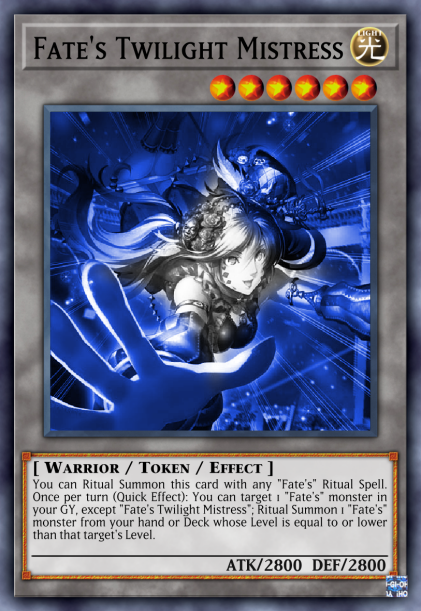 Fate's Twilight Mistress
LIGHT
光
[ Warrior / Token / Effect ]
You can Ritual Summon this card with any "Fate's" Ritual Spell.
Once per turn (Quick Effect): You can target 1 "Fate's" monster in
your GY, except "Fate's Twilight Mistress"; Ritual Summon 1 "Fate's"
monster from your hand or Deck whose Level is equal to or lower
than that target's Level.
ATK/2800 DEF/2800